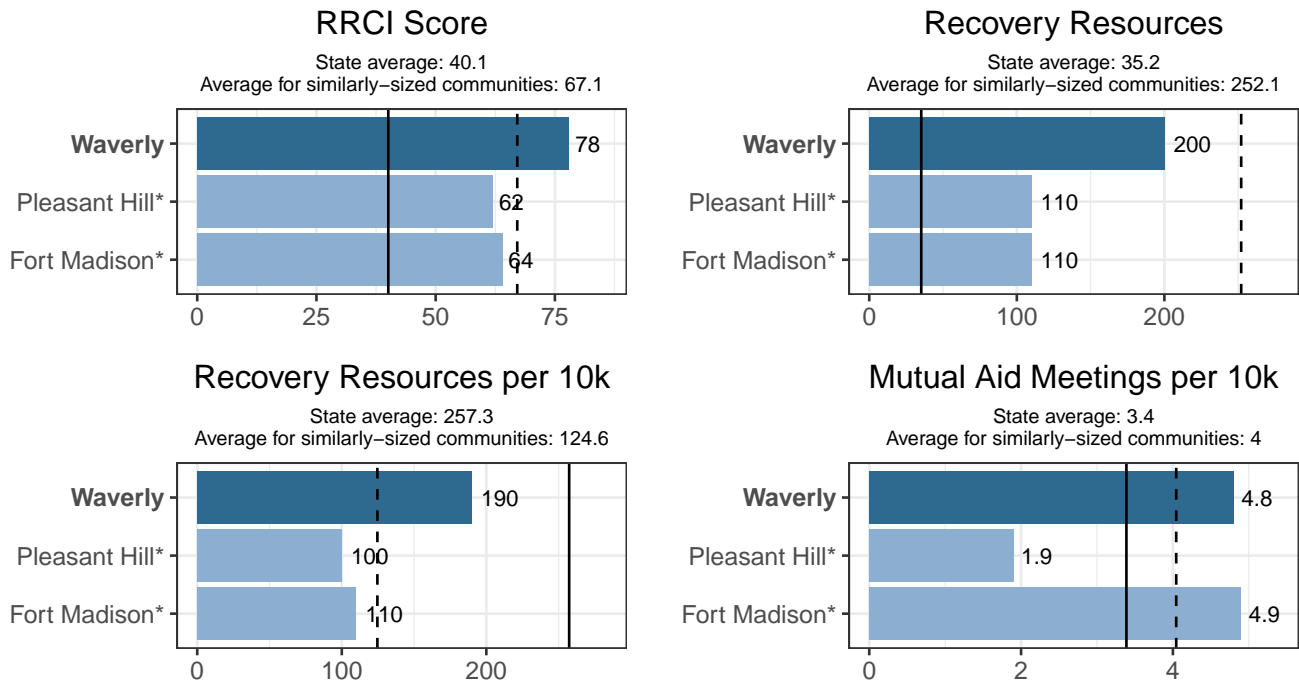 RRCI Score
State average: 40.1
Average for similarly−sized communities: 67.1
Waverly
78
Pleasant Hill*
62
Fort Madison*
64
0 25 50 75
Recovery Resources
State average: 35.2
Average for similarly−sized communities: 252.1
Waverly
200
Pleasant Hill*
110
Fort Madison*
110
0 100 200
Recovery Resources per 10k
State average: 257.3
Average for similarly−sized communities: 124.6
Waverly
190
Pleasant Hill*
100
Fort Madison*
110
0 100 200
Mutual Aid Meetings per 10k
State average: 3.4
Average for similarly−sized communities: 4
Waverly
4.8
Pleasant Hill*
1.9
Fort Madison*
4.9
0 2 4